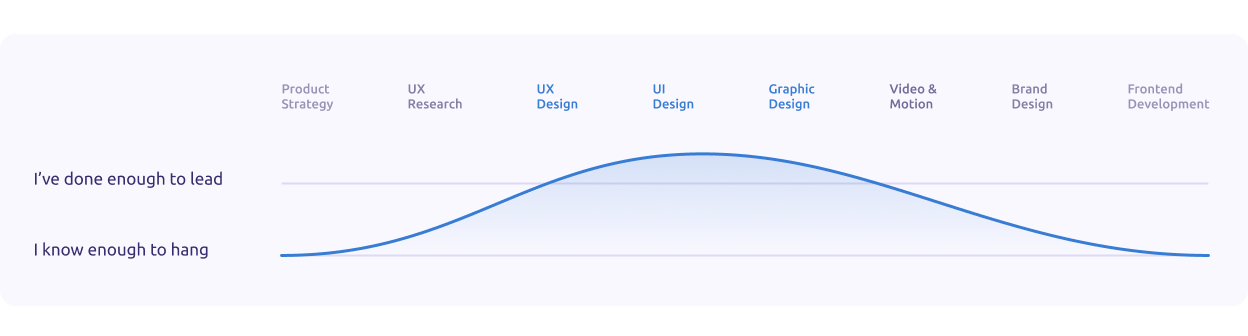 Product
Strategy
UX
Research
UX
Design
UI
Design
Graphic
Design
Video &
Motion
Brand
Design
Frontend
Development
I’ve done enough to lead
I know enough to hang